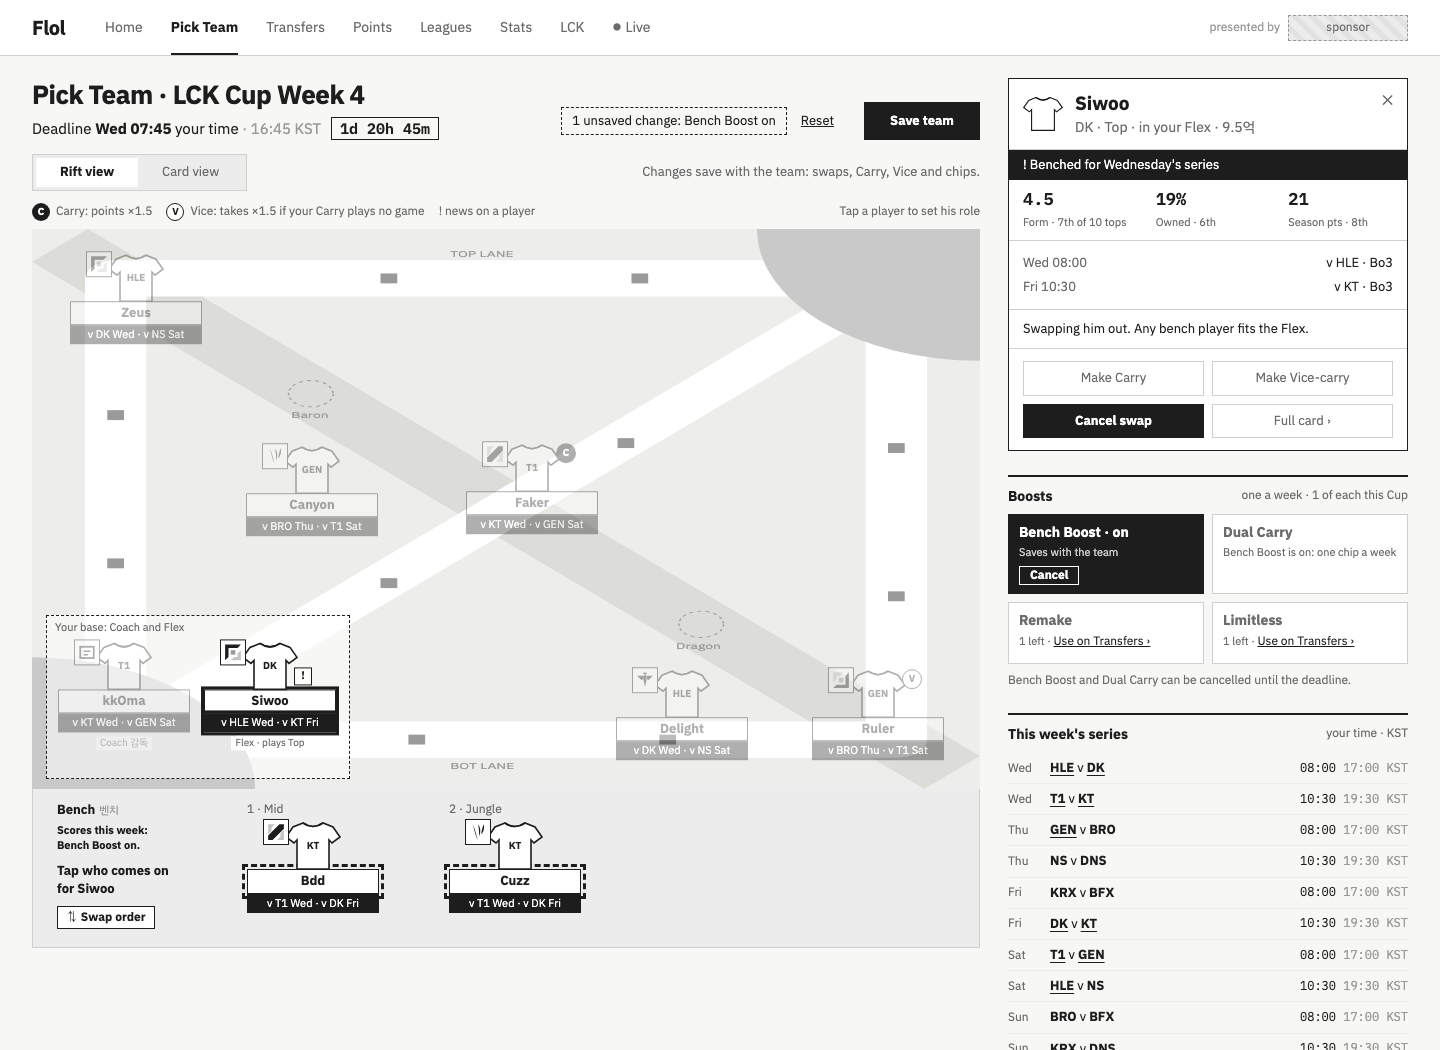 Flol
Home
Pick Team
Transfers
Points
Leagues
Stats
LCK
Live
presented by
sponsor
Pick Team · LCK Cup Week 4
Deadline Wed 07:45 your time · 16:45 KST
1d 20h 45m
1 unsaved change: Bench Boost on
Reset
Save team
Rift view
Card view
Changes save with the team: swaps, Carry, Vice and chips.
C Carry: points ×1.5
V Vice: takes ×1.5 if your Carry plays no game
! news on a player
Tap a player to set his role
TOP LANE
HLE
Zeus
v DK Wed · v NS Sat
Baron
GEN
Canyon
v BRO Thu · v T1 Sat
T1
C
Faker
v KT Wed · v GEN Sat
Dragon
Your base: Coach and Flex
T1
kkOma
v KT Wed · v GEN Sat
Coach 감독
DK
!
Siwoo
v HLE Wed · v KT Fri
Flex · plays Top
HLE
Delight
v DK Wed · v NS Sat
GEN
V
Ruler
v BRO Thu · v T1 Sat
BOT LANE
Bench 벤치
Scores this week:
Bench Boost on.
Tap who comes on
for Siwoo
⇅ Swap order
1 · Mid
KT
Bdd
v T1 Wed · v DK Fri
2 · Jungle
KT
Cuzz
v T1 Wed · v DK Fri
Siwoo
DK · Top · in your Flex · 9.5억
! Benched for Wednesday's series
4.5
Form · 7th of 10 tops
19%
Owned · 6th
21
Season pts · 8th
Wed 08:00 v HLE · Bo3
Fri 10:30 v KT · Bo3
Swapping him out. Any bench player fits the Flex.
Make Carry
Make Vice-carry
Cancel swap
Full card ›
Boosts
one a week · 1 of each this Cup
Bench Boost · on
Saves with the team
Cancel
Dual Carry
Bench Boost is on: one chip a week
Remake
1 left · Use on Transfers ›
Limitless
1 left · Use on Transfers ›
Bench Boost and Dual Carry can be cancelled until the deadline.
This week's series
your time · KST
Wed HLE v DK 08:00 17:00 KST
Wed T1 v KT 10:30 19:30 KST
Thu GEN v BRO 08:00 17:00 KST
Thu NS v DNS 10:30 19:30 KST
Fri KRX v BFX 08:00 17:00 KST
Fri DK v KT 10:30 19:30 KST
Sat T1 v GEN 08:00 17:00 KST
Sat HLE v NS 10:30 19:30 KST
Sun BRO v BFX 08:00 17:00 KST
Sun KRX v DNS 10:30 19:30 KST